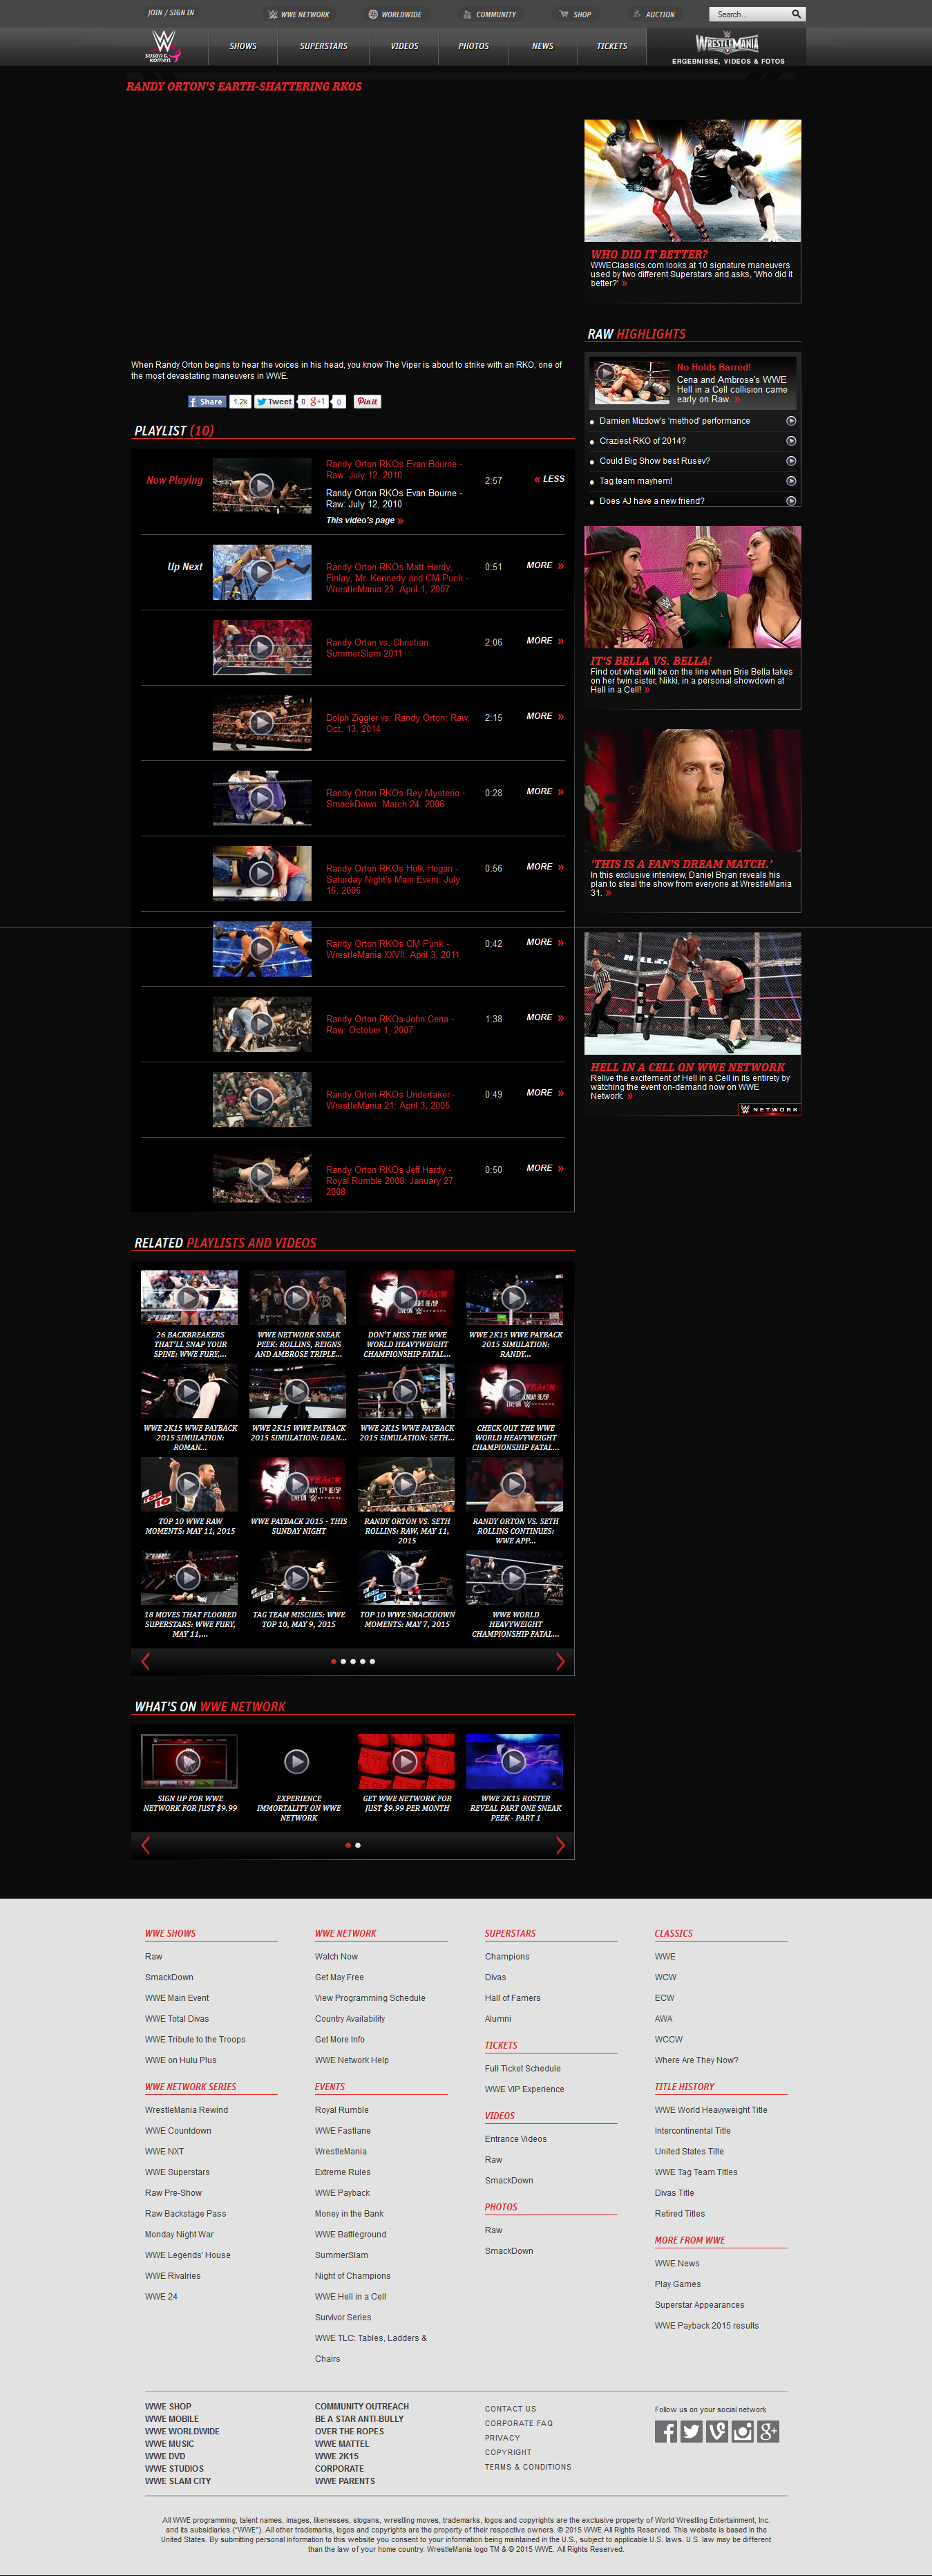 JOIN / SIGN IN
WWE NETWORK
WORLDWIDE
COMMUNITY
SHOP
AUCTION
Search...
SUSAN G.
KOMEN.
SHOWS
SUPERSTARS
VIDEOS
PHOTOS
NEWS
TICKETS
WRESTLEMANIA
ERGEBNISSE, VIDEOS & FOTOS
RANDY ORTON'S EARTH-SHATTERING RKOS
When Randy Orton begins to hear the voices in his head, you know The Viper is about to strike with an RKO, one of
the most devastating maneuvers in WWE.
Share
1.2k
Tweet
0
+1
0
Pin it
PLAYLIST (10)
Now Playing
Randy Orton RKOs Evan Bourne -
Raw: July 12, 2010
Randy Orton RKOs Evan Bourne -
Raw: July 12, 2010
This video's page »
2:57
« LESS
Up Next
Randy Orton RKOs Matt Hardy,
Finlay, Mr. Kennedy and CM Punk -
WrestleMania 23: April 1, 2007
0:51
MORE »
Randy Orton vs. Christian:
SummerSlam 2011
2:06
MORE »
Dolph Ziggler vs. Randy Orton: Raw,
Oct. 13, 2014
2:15
MORE »
Randy Orton RKOs Rey Mysterio -
SmackDown: March 24, 2006
0:28
MORE »
Randy Orton RKOs Hulk Hogan -
Saturday Night's Main Event: July
15, 2006
0:56
MORE »
Randy Orton RKOs CM Punk -
WrestleMania XXVII: April 3, 2011
0:42
MORE »
Randy Orton RKOs John Cena -
Raw: October 1, 2007
1:38
MORE »
Randy Orton RKOs Undertaker -
WrestleMania 21: April 3, 2005
0:49
MORE »
Randy Orton RKOs Jeff Hardy -
Royal Rumble 2008: January 27,
2008
0:50
MORE »
WHO DID IT BETTER?
WWEClassics.com looks at 10 signature maneuvers
used by two different Superstars and asks, 'Who did it
better?' »
RAW HIGHLIGHTS
No Holds Barred!
Cena and Ambrose's WWE
Hell in a Cell collision came
early on Raw. »
Damien Mizdow's 'method' performance
Craziest RKO of 2014?
Could Big Show best Rusev?
Tag team mayhem!
Does AJ have a new friend?
IT'S BELLA VS. BELLA!
Find out what will be on the line when Brie Bella takes
on her twin sister, Nikki, in a personal showdown at
Hell in a Cell! »
'THIS IS A FAN'S DREAM MATCH.'
In this exclusive interview, Daniel Bryan reveals his
plan to steal the show from everyone at WrestleMania
31. »
HELL IN A CELL ON WWE NETWORK
Relive the excitement of Hell in a Cell in its entirety by
watching the event on-demand now on WWE
Network. »
NETWORK
RELATED PLAYLISTS AND VIDEOS
26 BACKBREAKERS
THAT'LL SNAP YOUR
SPINE: WWE FURY,...
WWE NETWORK SNEAK
PEEK: ROLLINS, REIGNS
AND AMBROSE TRIPLE...
DON'T MISS THE WWE
WORLD HEAVYWEIGHT
CHAMPIONSHIP FATAL...
WWE 2K15 WWE PAYBACK
2015 SIMULATION:
RANDY...
WWE 2K15 WWE PAYBACK
2015 SIMULATION:
ROMAN...
WWE 2K15 WWE PAYBACK
2015 SIMULATION: DEAN...
WWE 2K15 WWE PAYBACK
2015 SIMULATION: SETH...
CHECK OUT THE WWE
WORLD HEAVYWEIGHT
CHAMPIONSHIP FATAL...
TOP 10 WWE RAW
MOMENTS: MAY 11, 2015
WWE PAYBACK 2015 - THIS
SUNDAY NIGHT
RANDY ORTON VS. SETH
ROLLINS: RAW, MAY 11,
2015
RANDY ORTON VS. SETH
ROLLINS CONTINUES:
WWE APP...
18 MOVES THAT FLOORED
SUPERSTARS: WWE FURY,
MAY 11,...
TAG TEAM MISCUES: WWE
TOP 10, MAY 9, 2015
TOP 10 WWE SMACKDOWN
MOMENTS: MAY 7, 2015
WWE WORLD
HEAVYWEIGHT
CHAMPIONSHIP FATAL...
WHAT'S ON WWE NETWORK
SIGN UP FOR WWE
NETWORK FOR JUST $9.99
EXPERIENCE
IMMORTALITY ON WWE
NETWORK
GET WWE NETWORK FOR
JUST $9.99 PER MONTH
WWE 2K15 ROSTER
REVEAL PART ONE SNEAK
PEEK - PART 1
WWE SHOWS
Raw
SmackDown
WWE Main Event
WWE Total Divas
WWE Tribute to the Troops
WWE on Hulu Plus
WWE NETWORK SERIES
WrestleMania Rewind
WWE Countdown
WWE NXT
WWE Superstars
Raw Pre-Show
Raw Backstage Pass
Monday Night War
WWE Legends' House
WWE Rivalries
WWE 24
WWE NETWORK
Watch Now
Get May Free
View Programming Schedule
Country Availability
Get More Info
WWE Network Help
EVENTS
Royal Rumble
WWE Fastlane
WrestleMania
Extreme Rules
WWE Payback
Money in the Bank
WWE Battleground
SummerSlam
Night of Champions
WWE Hell in a Cell
Survivor Series
WWE TLC: Tables, Ladders &
Chairs
SUPERSTARS
Champions
Divas
Hall of Famers
Alumni
TICKETS
Full Ticket Schedule
WWE VIP Experience
VIDEOS
Entrance Videos
Raw
SmackDown
PHOTOS
Raw
SmackDown
CLASSICS
WWE
WCW
ECW
AWA
WCCW
Where Are They Now?
TITLE HISTORY
WWE World Heavyweight Title
Intercontinental Title
United States Title
WWE Tag Team Titles
Divas Title
Retired Titles
MORE FROM WWE
WWE News
Play Games
Superstar Appearances
WWE Payback 2015 results
WWE SHOP
WWE MOBILE
WWE WORLDWIDE
WWE MUSIC
WWE DVD
WWE STUDIOS
WWE SLAM CITY
COMMUNITY OUTREACH
BE A STAR ANTI-BULLY
OVER THE ROPES
WWE MATTEL
WWE 2K15
CORPORATE
WWE PARENTS
CONTACT US
CORPORATE FAQ
PRIVACY
COPYRIGHT
TERMS & CONDITIONS
Follow us on your social network
All WWE programming, talent names, images, likenesses, slogans, wrestling moves, trademarks, logos and copyrights are the exclusive property of World Wrestling Entertainment, Inc.
and its subsidiaries ("WWE"). All other trademarks, logos and copyrights are the property of their respective owners. © 2015 WWE All Rights Reserved. This website is based in the
United States. By submitting personal information to this website you consent to your information being maintained in the U.S., subject to applicable U.S. laws. U.S. law may be different
than the law of your home country. WrestleMania logo TM & © 2015 WWE. All Rights Reserved.